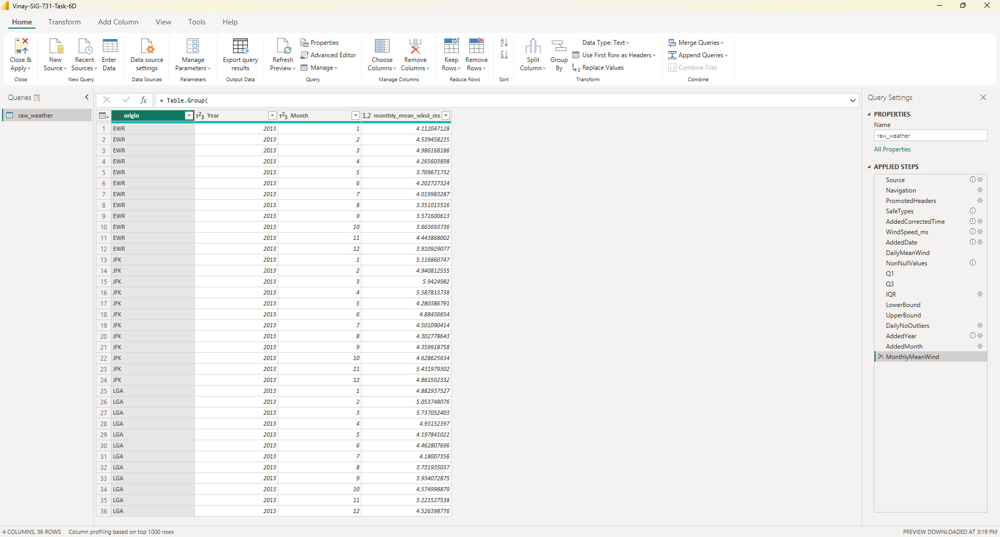 Vinay-SIG-731-Task-6D
Home Transform Add Column View Tools Help
Close & Apply
Close
New Source
Recent Sources
Enter Data
New Query
Data source settings
Data Sources
Manage Parameters
Parameters
Export query results
Output Data
Refresh Preview
Properties
Advanced Editor
Manage
Query
Choose Columns
Remove Columns
Manage Columns
Keep Rows
Remove Rows
Reduce Rows
Sort
Split Column
Group By
Data Type: Text
Use First Row as Headers
Replace Values
Transform
Merge Queries
Append Queries
Combine Files
Combine
Queries [1]
raw_weather
fx = Table.Group(
origin 123 Year 123 Month 1.2 monthly_mean_wind_ms
1 EWR 2013 1 4.112047128
2 EWR 2013 2 4.539458235
3 EWR 2013 3 4.986168186
4 EWR 2013 4 4.265603898
5 EWR 2013 5 3.709671732
6 EWR 2013 6 4.202727324
7 EWR 2013 7 4.019983287
8 EWR 2013 8 3.351015516
9 EWR 2013 9 3.571600613
10 EWR 2013 10 3.663693736
11 EWR 2013 11 4.443868002
12 EWR 2013 12 3.910929077
13 JFK 2013 1 5.116860747
14 JFK 2013 2 4.940812555
15 JFK 2013 3 5.9424982
16 JFK 2013 4 5.587813738
17 JFK 2013 5 4.280386791
18 JFK 2013 6 4.88436654
19 JFK 2013 7 4.501090414
20 JFK 2013 8 4.302778643
21 JFK 2013 9 4.359918758
22 JFK 2013 10 4.628625634
23 JFK 2013 11 5.431979302
24 JFK 2013 12 4.861502332
25 LGA 2013 1 4.882937527
26 LGA 2013 2 5.053748076
27 LGA 2013 3 5.737052403
28 LGA 2013 4 4.93152397
29 LGA 2013 5 4.197841022
30 LGA 2013 6 4.462807696
31 LGA 2013 7 4.18007356
32 LGA 2013 8 3.731935037
33 LGA 2013 9 3.934072875
34 LGA 2013 10 4.574998879
35 LGA 2013 11 5.221527538
36 LGA 2013 12 4.526398776
Query Settings
PROPERTIES
Name
raw_weather
All Properties
APPLIED STEPS
Source
Navigation
PromotedHeaders
SafeTypes
AddedCorrectedTime
WindSpeed_ms
AddedDate
DailyMeanWind
NonNullValues
Q1
Q3
IQR
LowerBound
UpperBound
DailyNoOutliers
AddedYear
AddedMonth
MonthlyMeanWind
4 COLUMNS, 36 ROWS Column profiling based on top 1000 rows
PREVIEW DOWNLOADED AT 3:19 PM